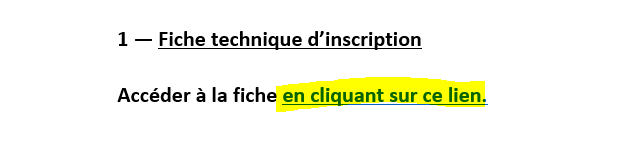 1 — Fiche technique d’inscription
Accéder à la fiche en cliquant sur ce lien.